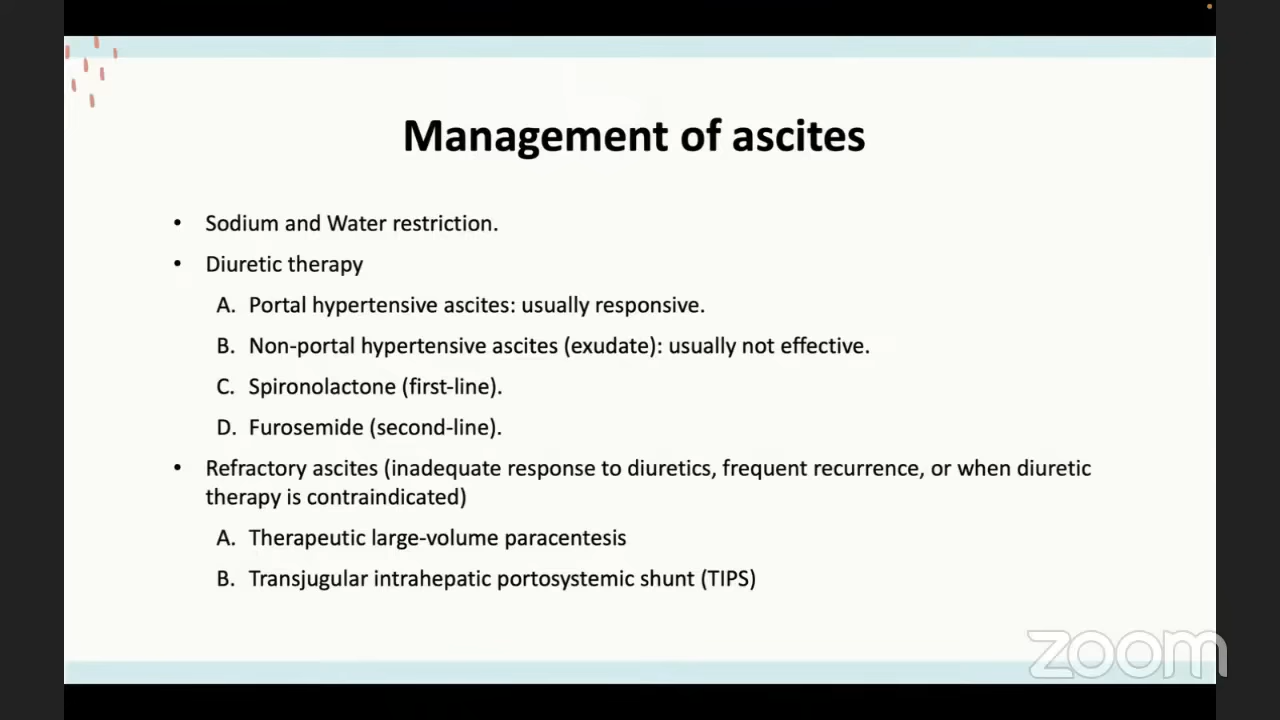 Management of ascites
• Sodium and Water restriction.
• Diuretic therapy
A. Portal hypertensive ascites: usually responsive.
B. Non-portal hypertensive ascites (exudate): usually not effective.
C. Spironolactone (first-line).
D. Furosemide (second-line).
• Refractory ascites (inadequate response to diuretics, frequent recurrence, or when diuretic
therapy is contraindicated)
A. Therapeutic large-volume paracentesis
B. Transjugular intrahepatic portosystemic shunt (TIPS)
zoom